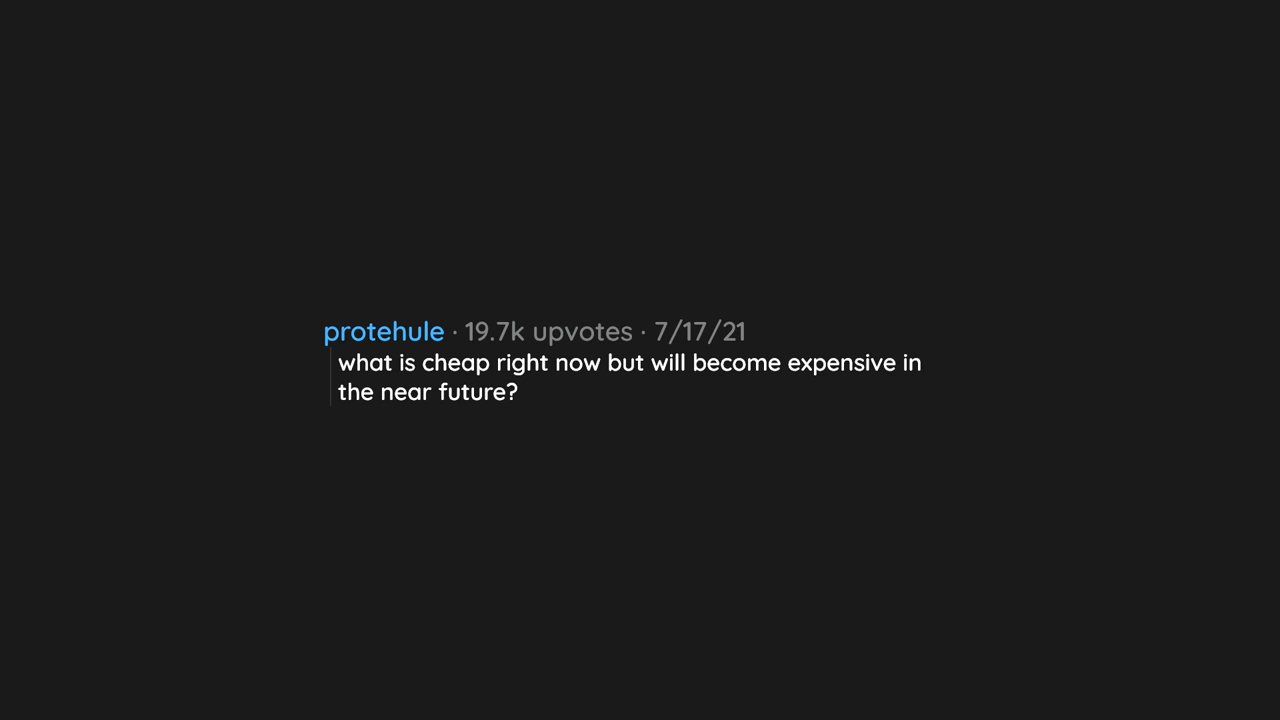 protehule · 19.7k upvotes · 7/17/21
what is cheap right now but will become expensive in
the near future?